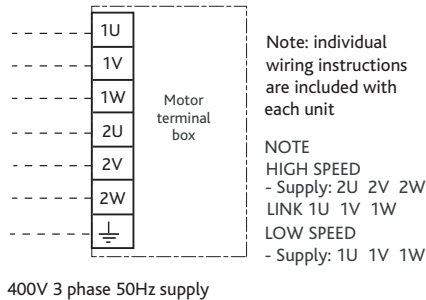 1U
1V
1W
2U
2V
2W
Motor
terminal
box
Note: individual
wiring instructions
are included with
each unit
NOTE
HIGH SPEED
- Supply: 2U 2V 2W
LINK 1U 1V 1W
LOW SPEED
- Supply: 1U 1V 1W
400V 3 phase 50Hz supply